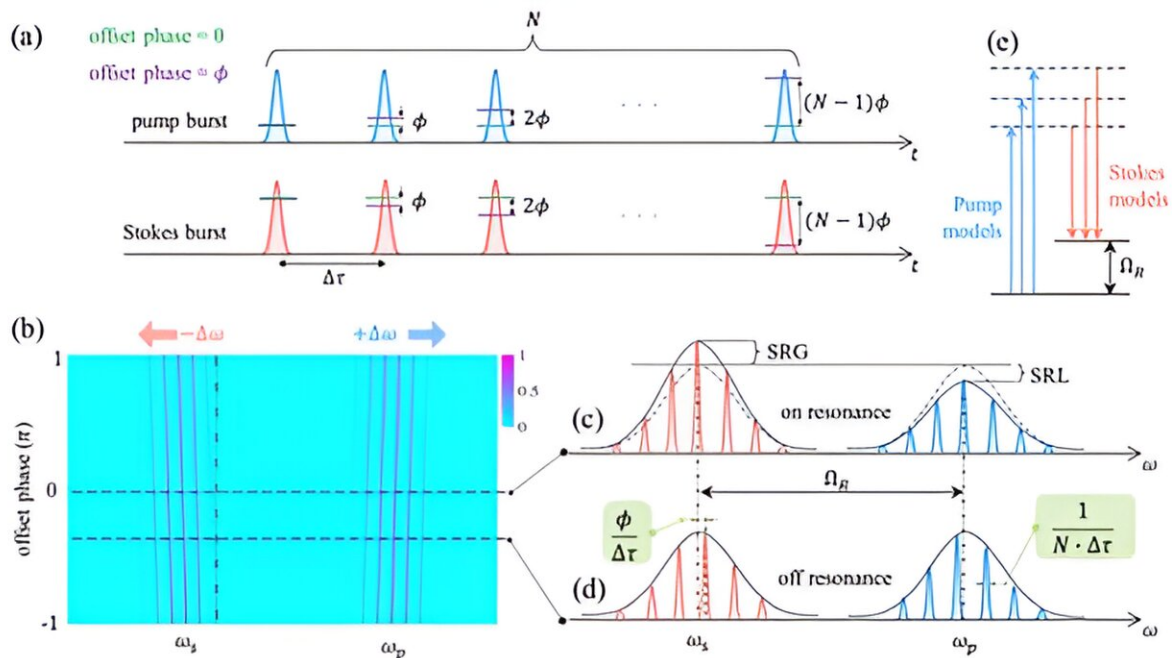 (a)
offset phase = 0
offset phase = ϕ
N
pump burst
ϕ
2ϕ
. . .
(N − 1)ϕ
t
Stokes burst
ϕ
2ϕ
. . .
(N − 1)ϕ
t
Δτ
(e)
Pump
models
Stokes
models
Ω_R
(b)
−Δω
+Δω
offset phase (π)
1
0
-1
1
0.5
0
ω_s
ω_p
(c)
SRG
SRL
on resonance
ω
Ω_R
ϕ/Δτ
1/(N · Δτ)
(d)
off resonance
ω
ω_s
ω_p